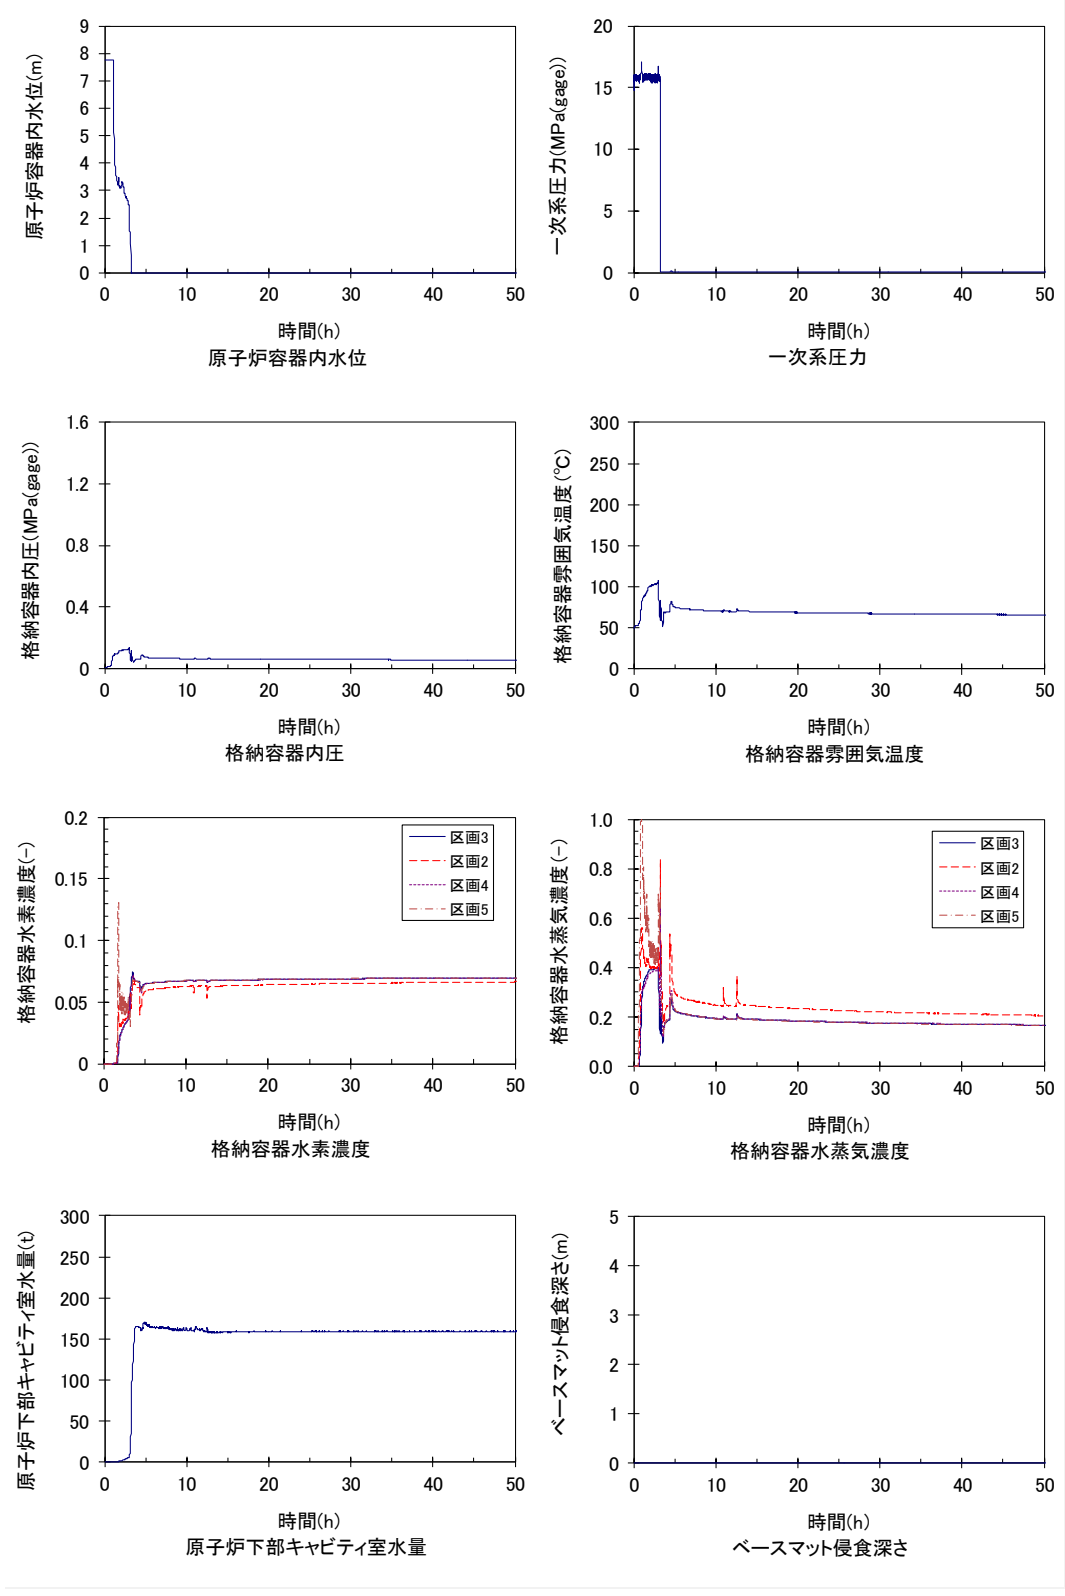 原子炉容器内水位(m)
9
8
7
6
5
4
3
2
1
0
0 10 20 30 40 50
時間(h)
原子炉容器内水位
一次系圧力(MPa(gage))
20
15
10
5
0
0 10 20 30 40 50
時間(h)
一次系圧力
格納容器内圧(MPa(gage))
1.6
1.2
0.8
0.4
0
0 10 20 30 40 50
時間(h)
格納容器内圧
格納容器雰囲気温度(℃)
300
250
200
150
100
50
0
0 10 20 30 40 50
時間(h)
格納容器雰囲気温度
格納容器水素濃度(-)
0.2
0.15
0.1
0.05
0
区画3
区画2
区画4
区画5
0 10 20 30 40 50
時間(h)
格納容器水素濃度
格納容器水蒸気濃度(-)
1.0
0.8
0.6
0.4
0.2
0.0
区画3
区画2
区画4
区画5
0 10 20 30 40 50
時間(h)
格納容器水蒸気濃度
原子炉下部キャビティ室水量(t)
300
250
200
150
100
50
0
0 10 20 30 40 50
時間(h)
原子炉下部キャビティ室水量
ベースマット侵食深さ(m)
5
4
3
2
1
0
0 10 20 30 40 50
時間(h)
ベースマット侵食深さ